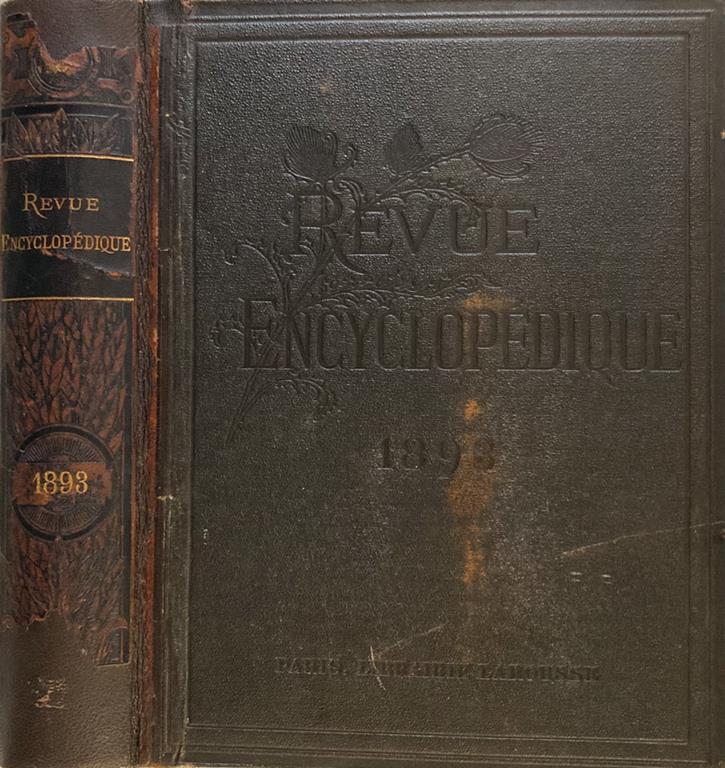 REVUE
ENCYCLOPÉDIQUE
1893
REVUE
ENCYCLOPÉDIQUE
1893
PARIS, LIBRAIRIE LAROUSSE